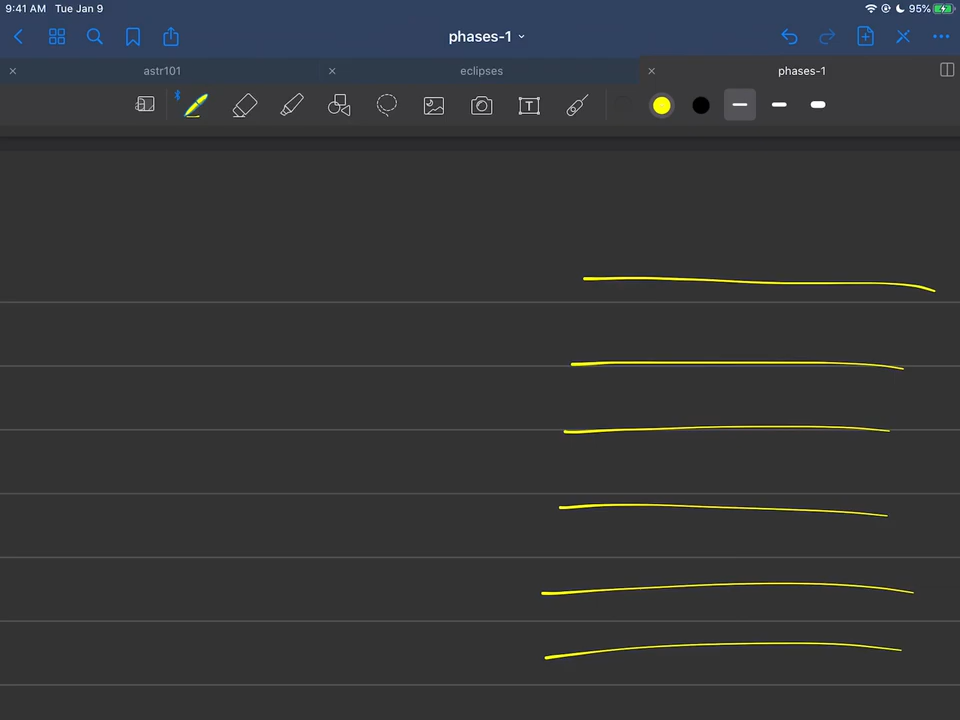 9:41 AM Tue Jan 9
95%
phases-1
astr101
eclipses
phases-1
T